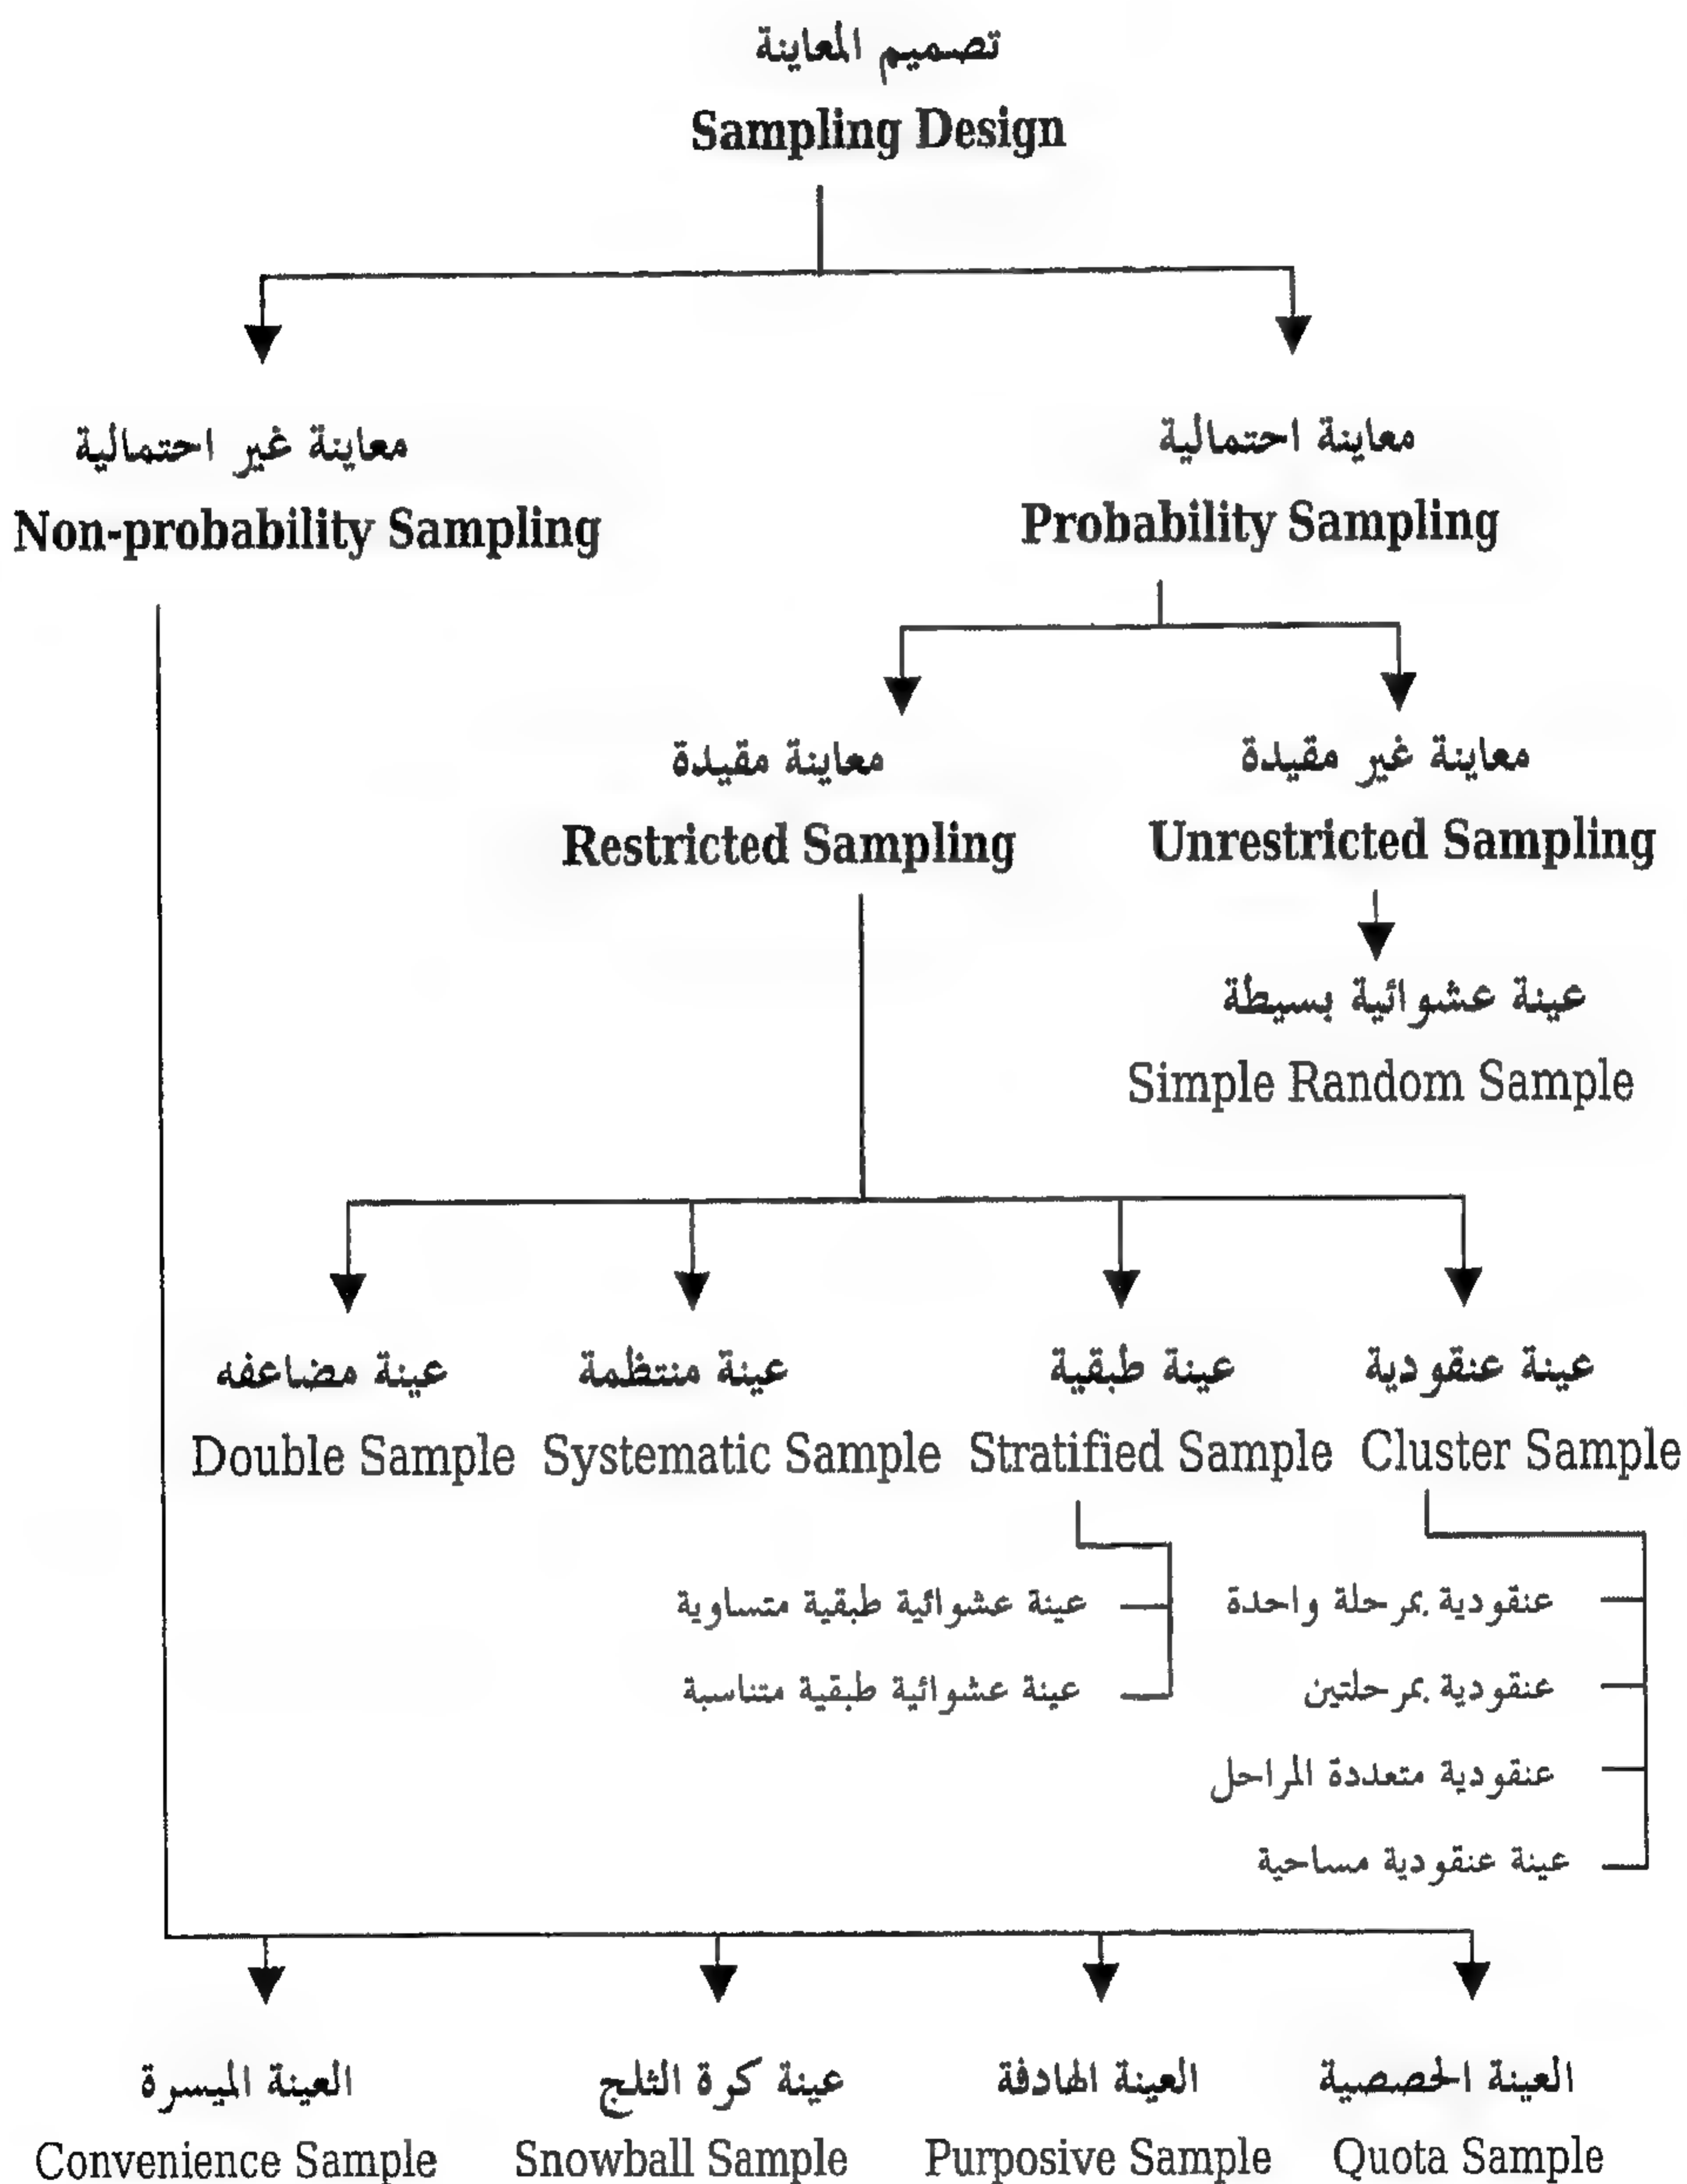 تصميم المعاينة
Sampling Design
معاينة احتمالية
Probability Sampling
معاينة غير احتمالية
Non-probability Sampling
معاينة غير مقيدة
Unrestricted Sampling
معاينة مقيدة
Restricted Sampling
عينة عشوائية بسيطة
Simple Random Sample
عينة عنقودية
Cluster Sample
عينة طبقية
Stratified Sample
عينة منتظمة
Systematic Sample
عينة مضاعفه
Double Sample
عنقودية بمرحلة واحدة
عنقودية بمرحلتين
عنقودية متعددة المراحل
عينة عنقودية مساحية
عينة عشوائية طبقية متساوية
عينة عشوائية طبقية متناسبة
العينة الحصصية
Quota Sample
العينة الهادفة
Purposive Sample
عينة كرة الثلج
Snowball Sample
العينة الميسرة
Convenience Sample